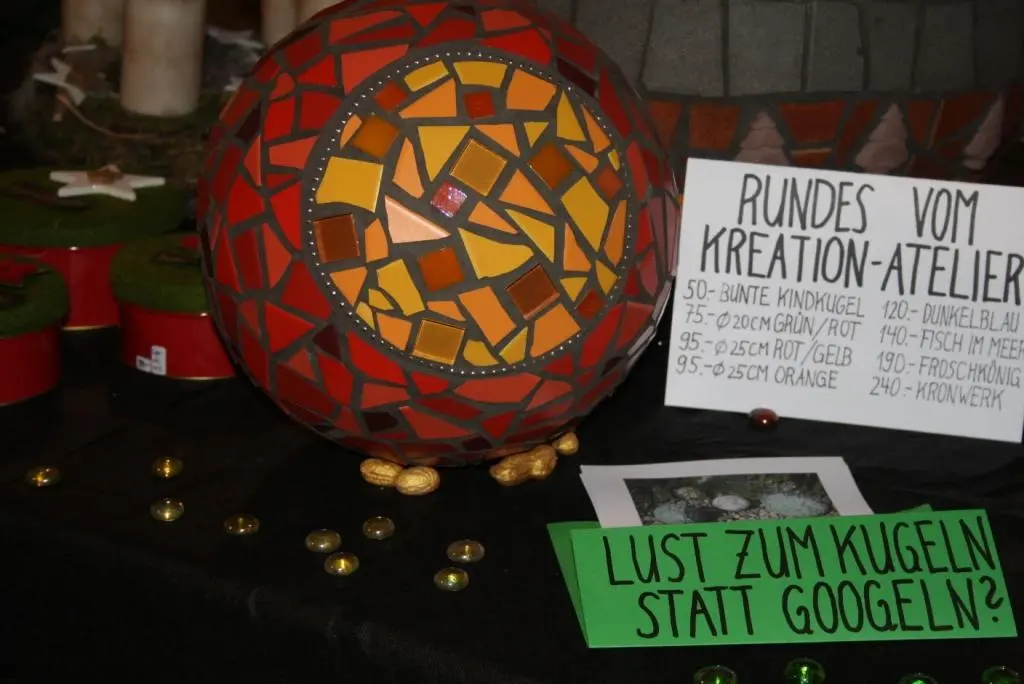 RUNDES VOM
KREATION-ATELIER
50.- BUNTE KINDKUGEL
75.- Ø 20CM GRÜN/ROT
95.- Ø 25CM ROT/GELB
95.- Ø 25CM ORANGE
120.- DUNKELBLAU
140.- FISCH IM MEER
190.- FROSCHKÖNIG
240.- KRONWERK
LUST ZUM KUGELN
STATT GOOGELN?